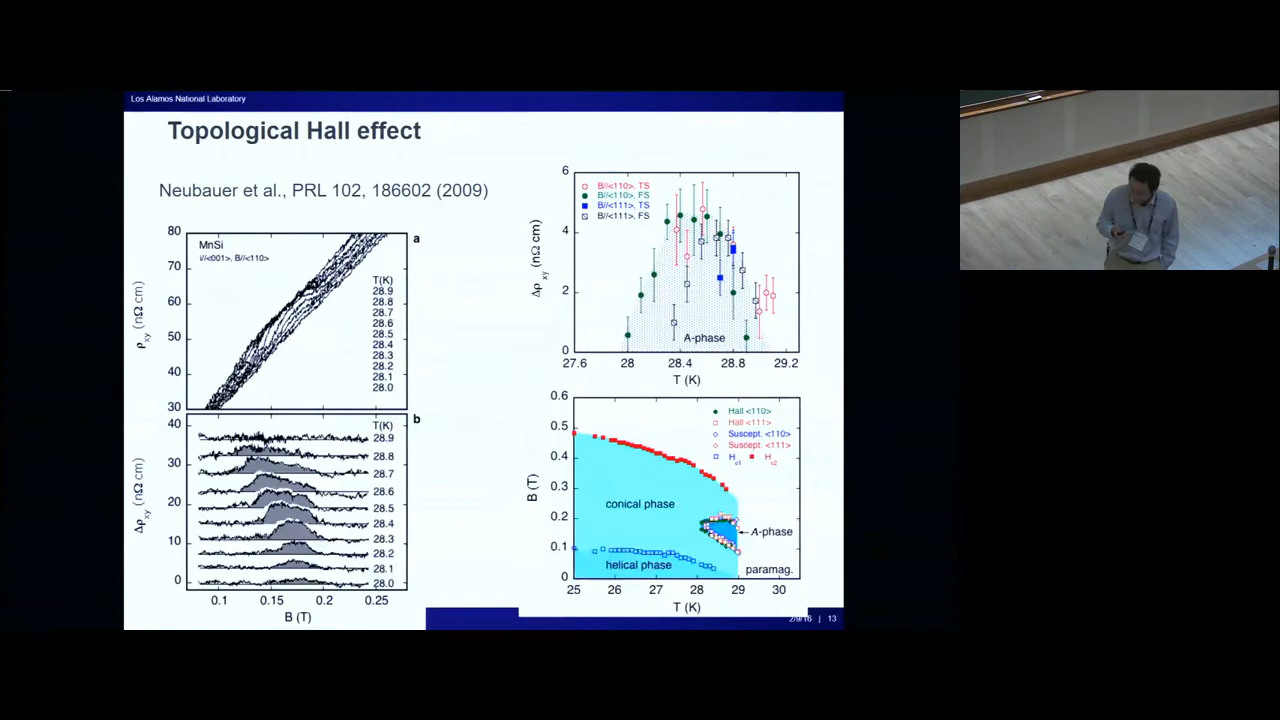 Los Alamos National Laboratory
Topological Hall effect
Neubauer et al., PRL 102, 186602 (2009)
80
70
60
50
40
30
ρxy (nΩ cm)
MnSi
I//<001>, B//<110>
a
T(K)
28.9
28.8
28.7
28.6
28.5
28.4
28.3
28.2
28.1
28.0
b
40
30
20
10
0
Δρxy (nΩ cm)
T(K)
28.9
28.8
28.7
28.6
28.5
28.4
28.3
28.2
28.1
28.0
0.1 0.15 0.2 0.25
B (T)
6
4
2
0
Δρxy (nΩ cm)
B//<110>, TS
B//<110>, FS
B//<111>, TS
B//<111>, FS
A-phase
27.6 28 28.4 28.8 29.2
T (K)
0.6
0.5
0.4
0.3
0.2
0.1
0
B (T)
Hall <110>
Hall <111>
Suscept. <110>
Suscept. <111>
Hc1 Hc2
conical phase
A-phase
helical phase
paramag.
25 26 27 28 29 30
T (K)
2/9/16 | 13